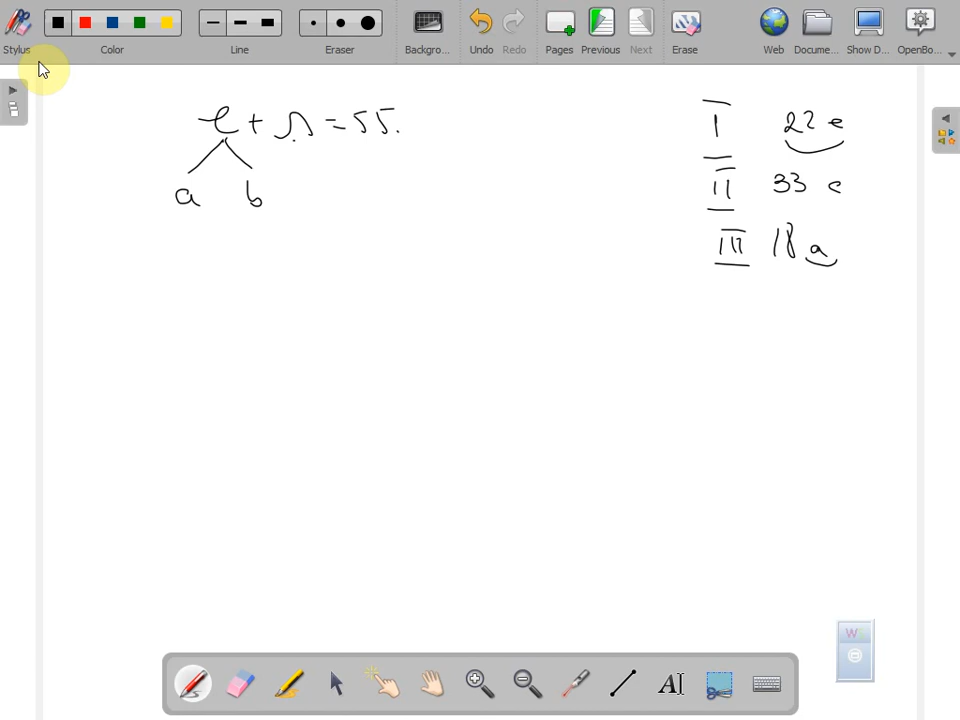 Stylus Color Line Eraser Backgro... Undo Redo Pages Previous Next Erase Web Docume... Show D... OpenBo...
e + n = 55.
a b
I 22 e
II 33 e
III 18 a
AI